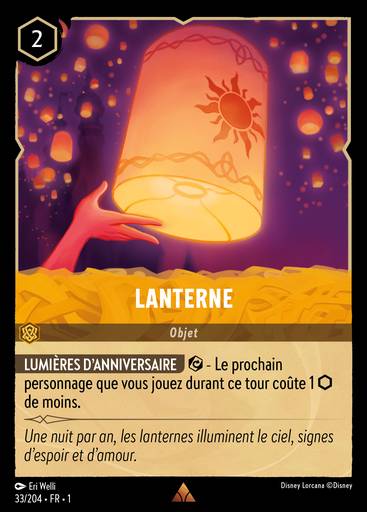 2
LANTERNE
Objet
LUMIÈRES D'ANNIVERSAIRE - Le prochain
personnage que vous jouez durant ce tour coûte 1
de moins.
Une nuit par an, les lanternes illuminent le ciel, signes
d'espoir et d'amour.
Eri Welli
Disney Lorcana ©Disney
33/204 • FR • 1